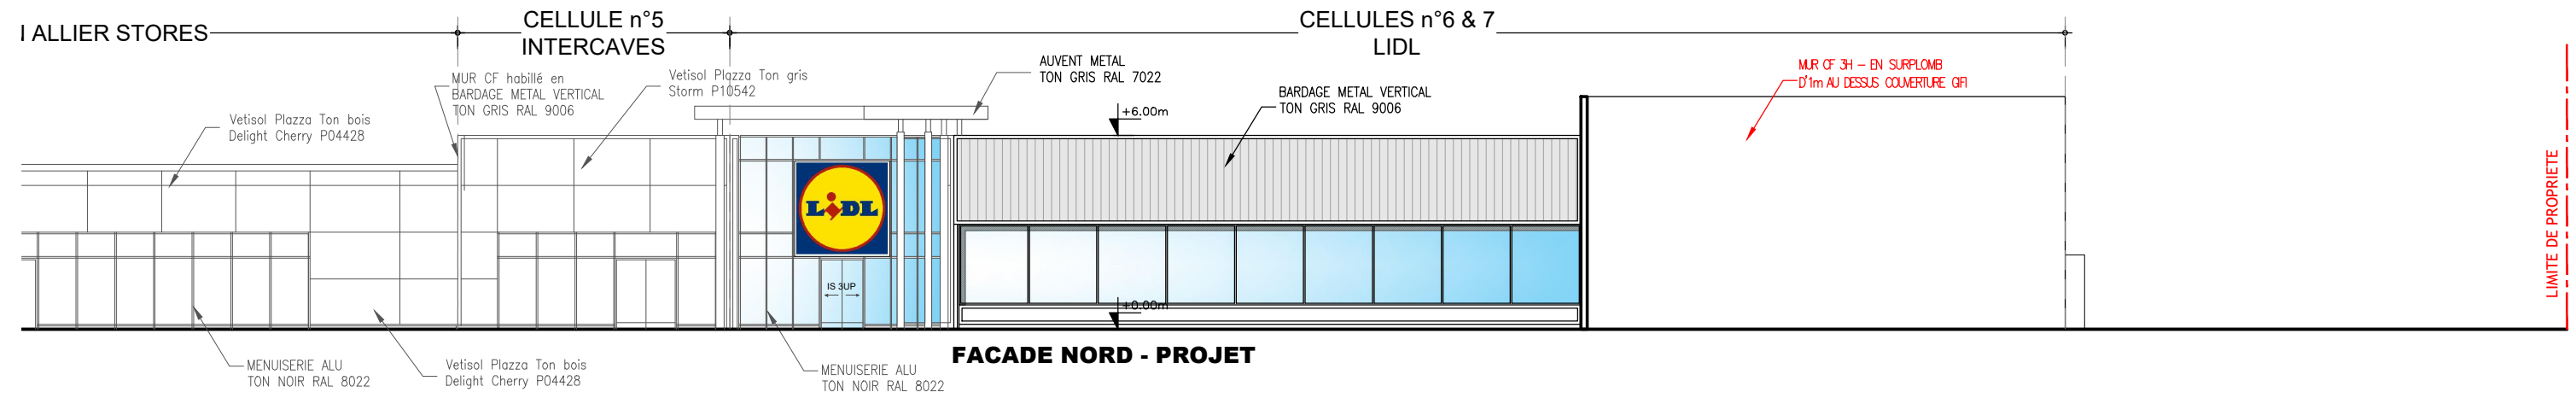 ALLIER STORES
CELLULE n°5
INTERCAVES
CELLULES n°6 & 7
LIDL
Vetisol Plazza Ton bois
Delight Cherry P04428
MUR CF habillé en
BARDAGE METAL VERTICAL
TON GRIS RAL 9006
Vetisol Plazza Ton gris
Storm P10542
AUVENT METAL
TON GRIS RAL 7022
+6.00m
BARDAGE METAL VERTICAL
TON GRIS RAL 9006
MUR CF 3H - EN SURPLOMB
D'1m AU DESSUS COUVERTURE GIFI
LIMITE DE PROPRIETE
LIDL
IS 3UP
+0.00m
MENUISERIE ALU
TON NOIR RAL 8022
Vetisol Plazza Ton bois
Delight Cherry P04428
MENUISERIE ALU
TON NOIR RAL 8022
FACADE NORD - PROJET